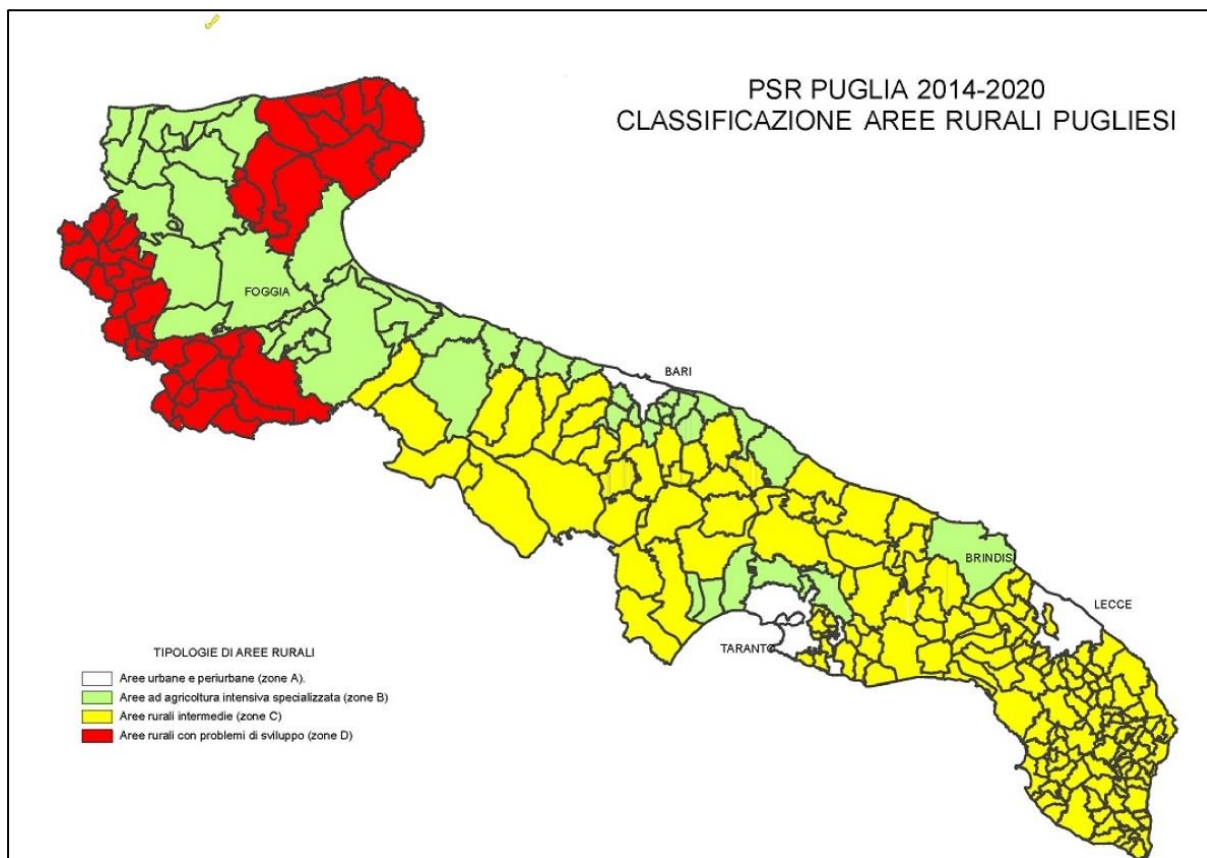 PSR PUGLIA 2014-2020
CLASSIFICAZIONE AREE RURALI PUGLIESI
FOGGIA
BARI
BRINDISI
LECCE
TARANTO
TIPOLOGIE DI AREE RURALI
Aree urbane e periurbane (zone A).
Aree ad agricoltura intensiva specializzata (zone B)
Aree rurali intermedie (zone C)
Aree rurali con problemi di sviluppo (zone D)